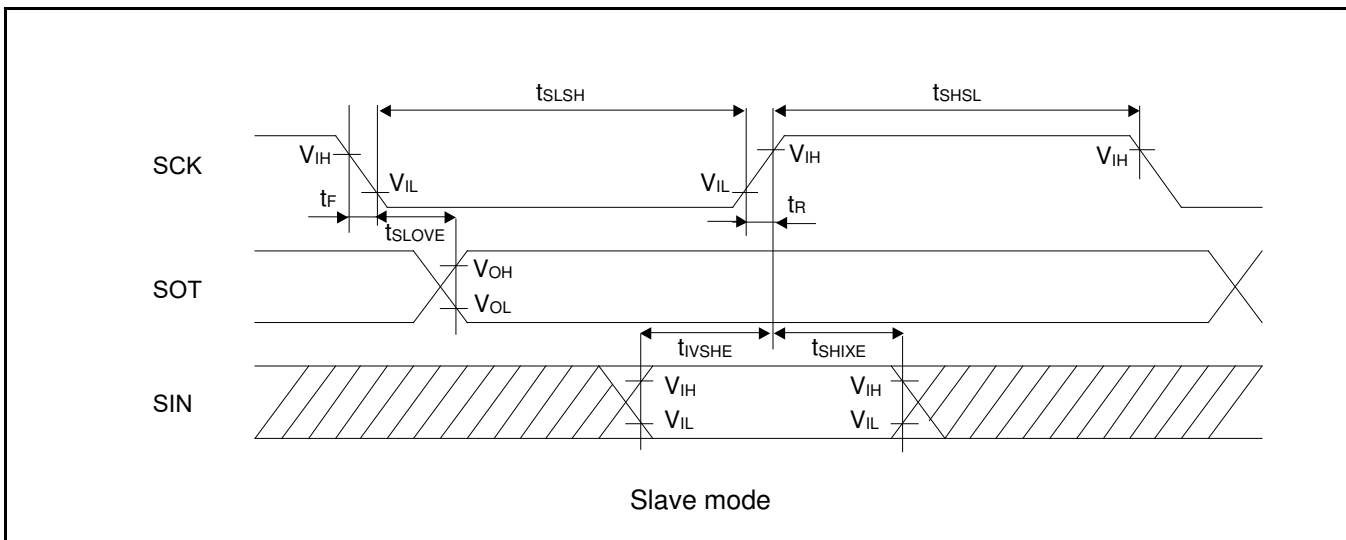 tSLSH
tSHSL
SCK
VIH
VIL
VIL
VIH
VIH
tF
tR
tSLOVE
SOT
VOH
VOL
tIVSHE
tSHIXE
SIN
VIH
VIL
VIH
VIL
Slave mode